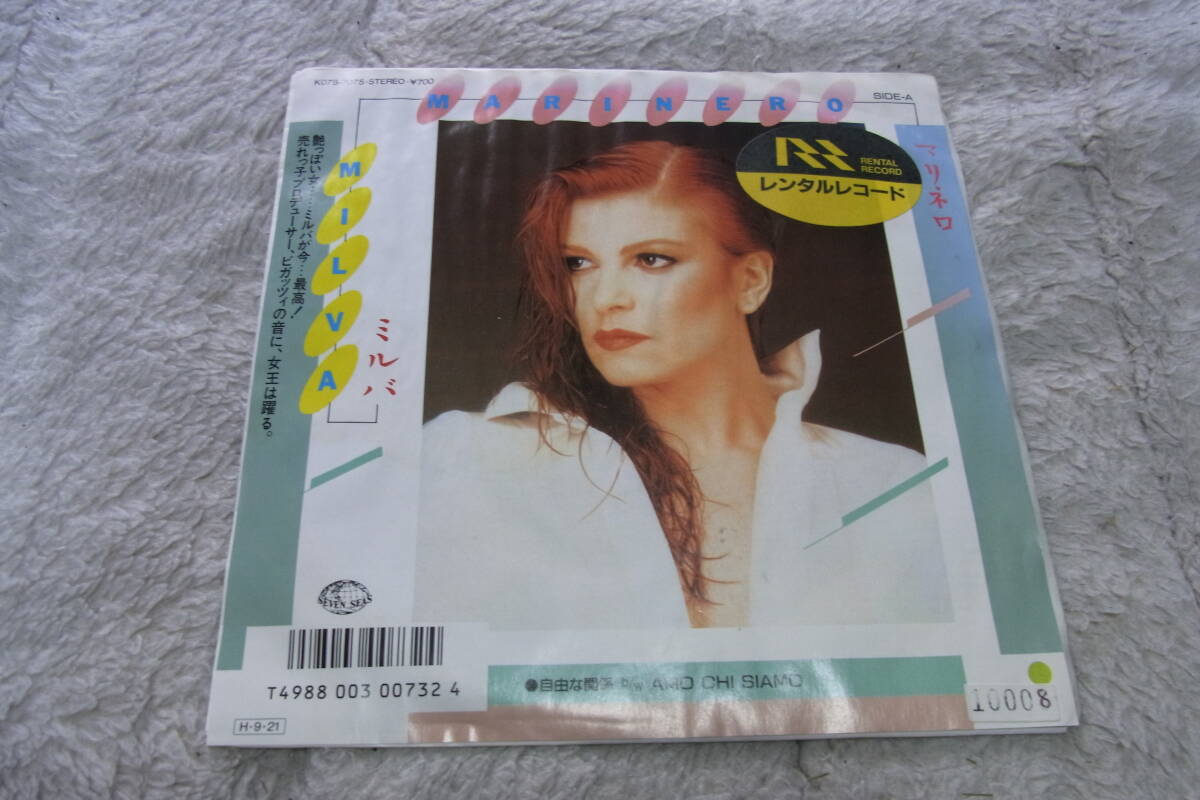 K07S-7075-STEREO-¥700
MARINERO
SIDE-A
RENTAL
RECORD
レンタルレコード
マリネロ
MILVA
ミルバ
艶っぽい女……ミルバが今…最高!
売れっ子プロデューサー、ビガッツィの音に、女王は躍る。
SEVEN SEAS
T4988 003 00732 4
H・9・21
自由な関係 b/w AMO CHI SIAMO
10008